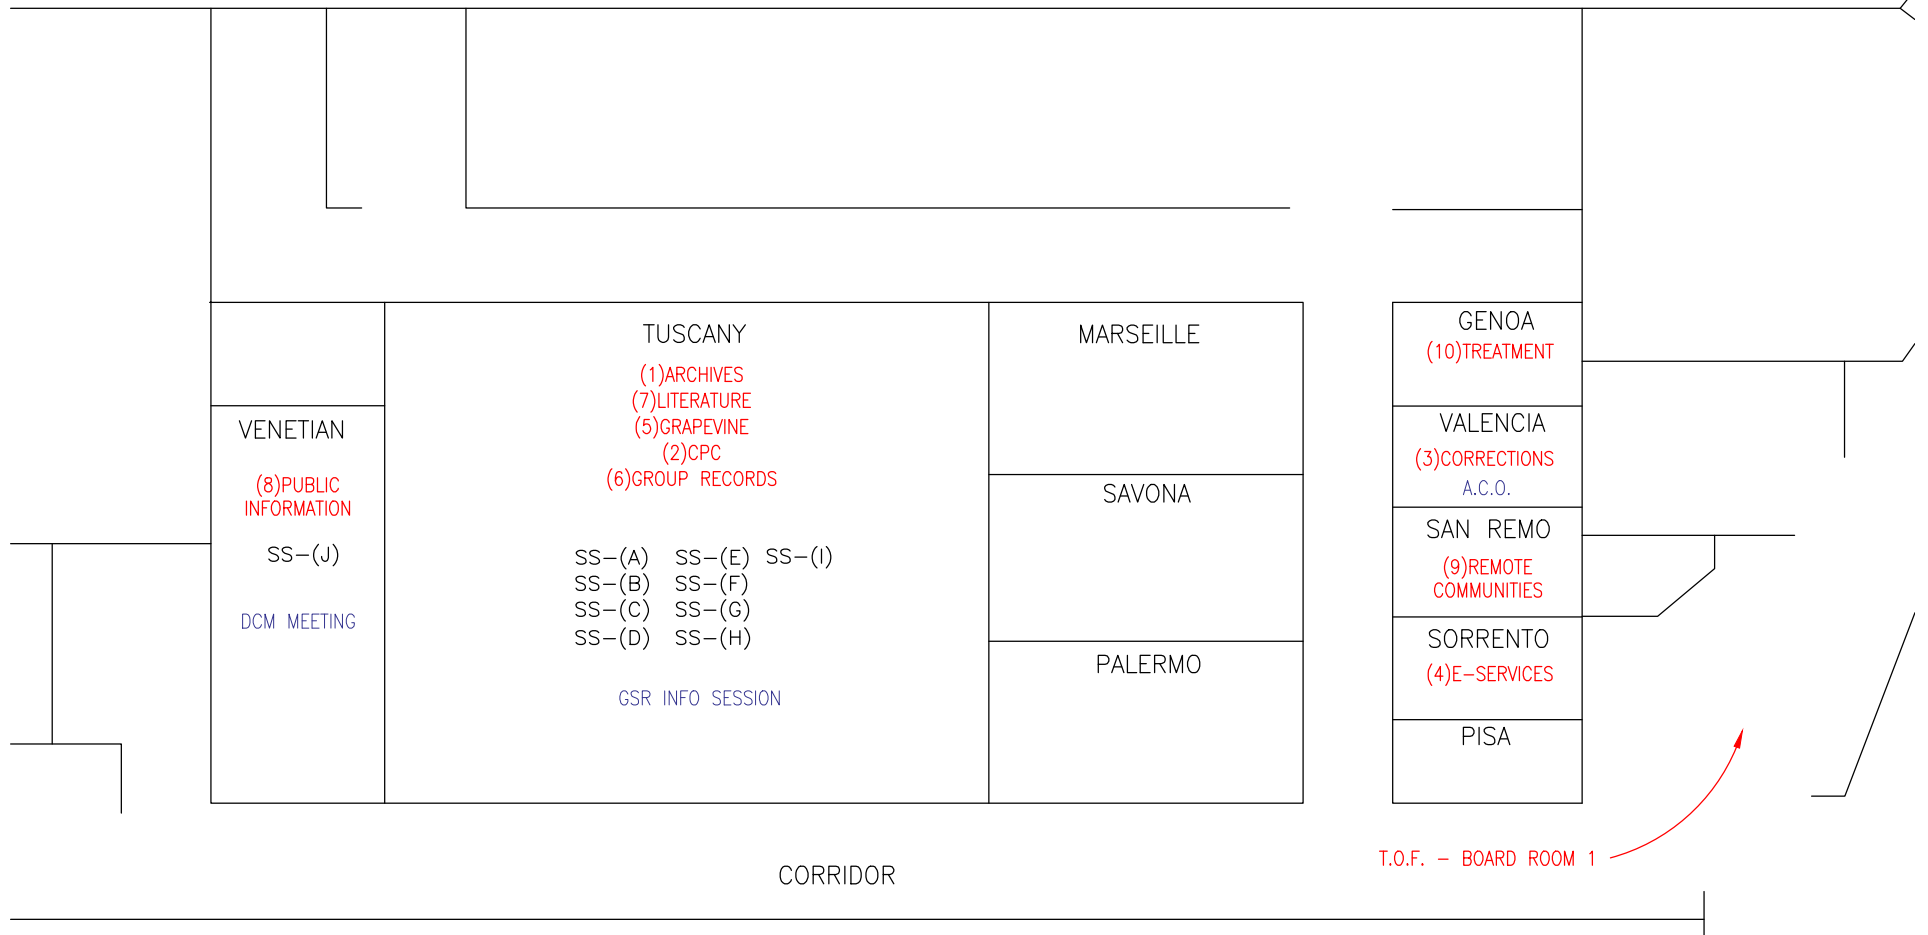 VENETIAN
(8)PUBLIC
INFORMATION
SS-(J)
DCM MEETING
TUSCANY
(1)ARCHIVES
(7)LITERATURE
(5)GRAPEVINE
(2)CPC
(6)GROUP RECORDS
SS-(A) SS-(E) SS-(I)
SS-(B) SS-(F)
SS-(C) SS-(G)
SS-(D) SS-(H)
GSR INFO SESSION
MARSEILLE
SAVONA
PALERMO
GENOA
(10)TREATMENT
VALENCIA
(3)CORRECTIONS
A.C.O.
SAN REMO
(9)REMOTE
COMMUNITIES
SORRENTO
(4)E-SERVICES
PISA
T.O.F. - BOARD ROOM 1
CORRIDOR